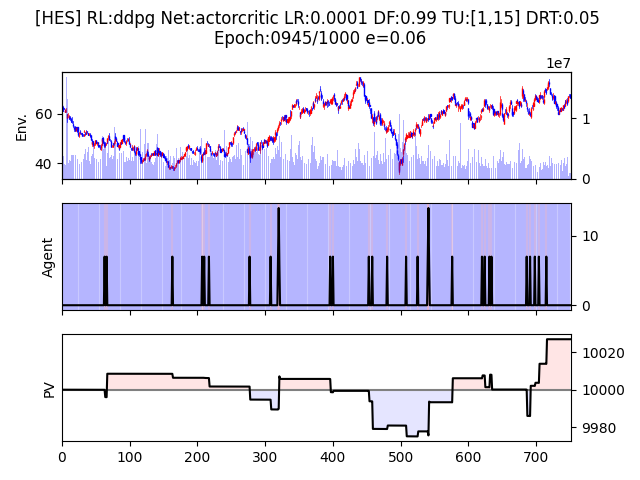 [HES] RL:ddpg Net:actorcritic LR:0.0001 DF:0.99 TU:[1,15] DRT:0.05
Epoch:0945/1000 e=0.06
1e7
Env.
60
40
1
0
Agent
10
0
PV
10020
10000
9980
0 100 200 300 400 500 600 700